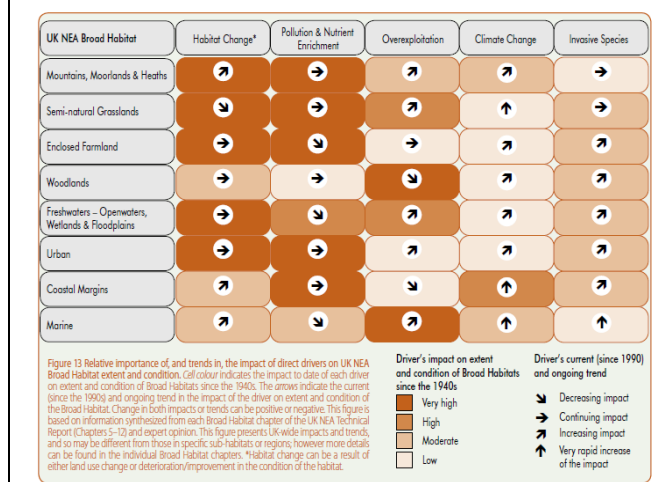 UK NEA Broad Habitat
Habitat Change*
Pollution & Nutrient
Enrichment
Overexploitation
Climate Change
Invasive Species
Mountains, Moorlands & Heaths
Semi-natural Grasslands
Enclosed Farmland
Woodlands
Freshwaters – Openwaters,
Wetlands & Floodplains
Urban
Coastal Margins
Marine
Figure 13 Relative importance of, and trends in, the impact of direct drivers on UK NEA
Broad Habitat extent and condition. Cell colour indicates the impact to date of each driver
on extent and condition of Broad Habitats since the 1940s. The arrows indicate the current
(since the 1990s) and ongoing trend in the impact of the driver on extent and condition of
the Broad Habitat. Change in both impacts or trends can be positive or negative. This figure is
based on information synthesized from each Broad Habitat chapter of the UK NEA Technical
Report (Chapters 5–12) and expert opinion. This figure presents UK-wide impacts and trends,
and so may be different from those in specific sub-habitats or regions; however more details
can be found in the individual Broad Habitat chapters. *Habitat change can be a result of
either land use change or deterioration/improvement in the condition of the habitat.
Driver's impact on extent
and condition of Broad Habitats
since the 1940s
Very high
High
Moderate
Low
Driver's current (since 1990)
and ongoing trend
Decreasing impact
Continuing impact
Increasing impact
Very rapid increase
of the impact